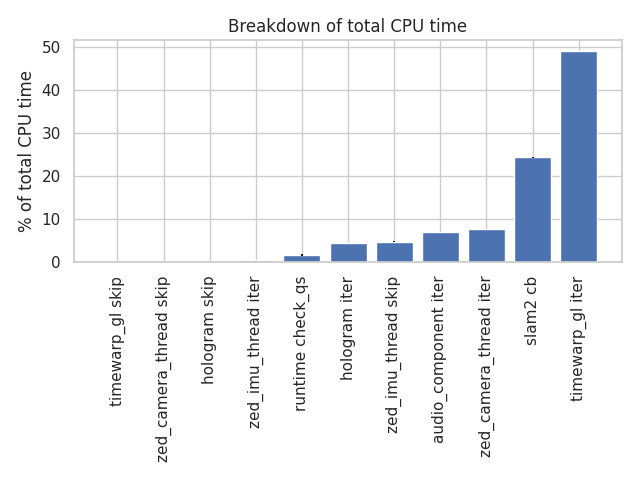 Breakdown of total CPU time
% of total CPU time
50
40
30
20
10
0
timewarp_gl skip
zed_camera_thread skip
hologram skip
zed_imu_thread iter
runtime check_qs
hologram iter
zed_imu_thread skip
audio_component iter
zed_camera_thread iter
slam2 cb
timewarp_gl iter